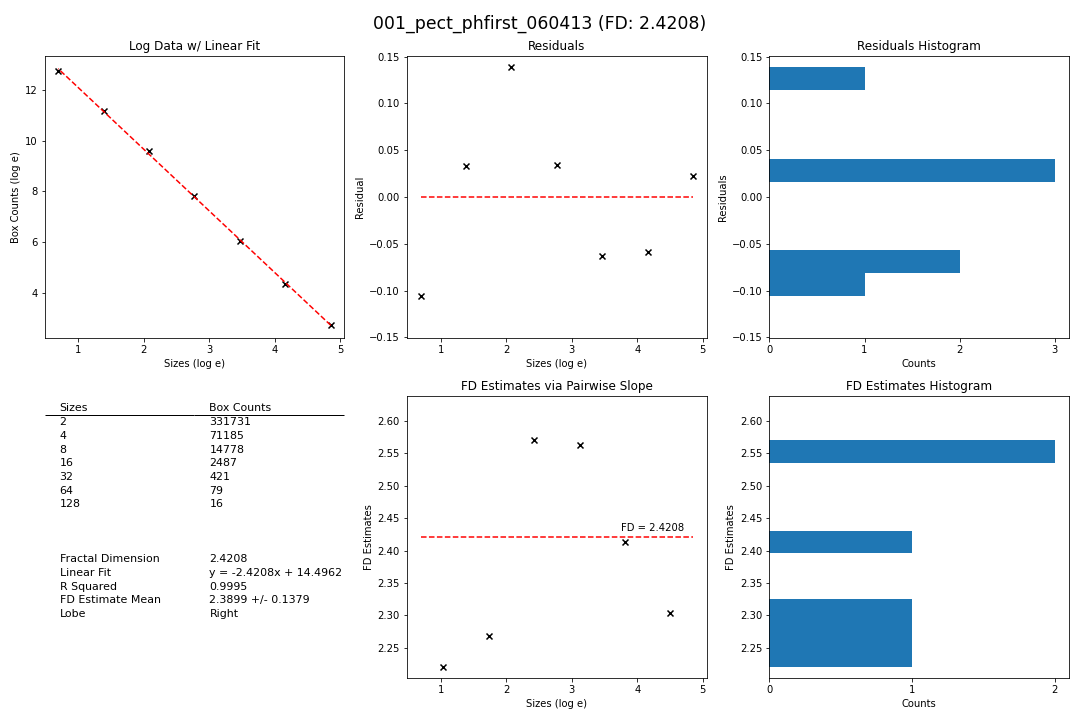 001_pect_phfirst_060413 (FD: 2.4208)
Log Data w/ Linear Fit
Box Counts (log e)
12
10
8
6
4
1 2 3 4 5
Sizes (log e)
Residuals
Residual
0.15
0.10
0.05
0.00
−0.05
−0.10
−0.15
1 2 3 4 5
Sizes (log e)
Residuals Histogram
Residuals
0.15
0.10
0.05
0.00
−0.05
−0.10
−0.15
0 1 2 3
Counts
Sizes Box Counts
2 331731
4 71185
8 14778
16 2487
32 421
64 79
128 16
Fractal Dimension 2.4208
Linear Fit y = -2.4208x + 14.4962
R Squared 0.9995
FD Estimate Mean 2.3899 +/- 0.1379
Lobe Right
FD Estimates via Pairwise Slope
FD Estimates
2.60
2.55
2.50
2.45
2.40
2.35
2.30
2.25
FD = 2.4208
1 2 3 4 5
Sizes (log e)
FD Estimates Histogram
FD Estimates
2.60
2.55
2.50
2.45
2.40
2.35
2.30
2.25
0 1 2
Counts